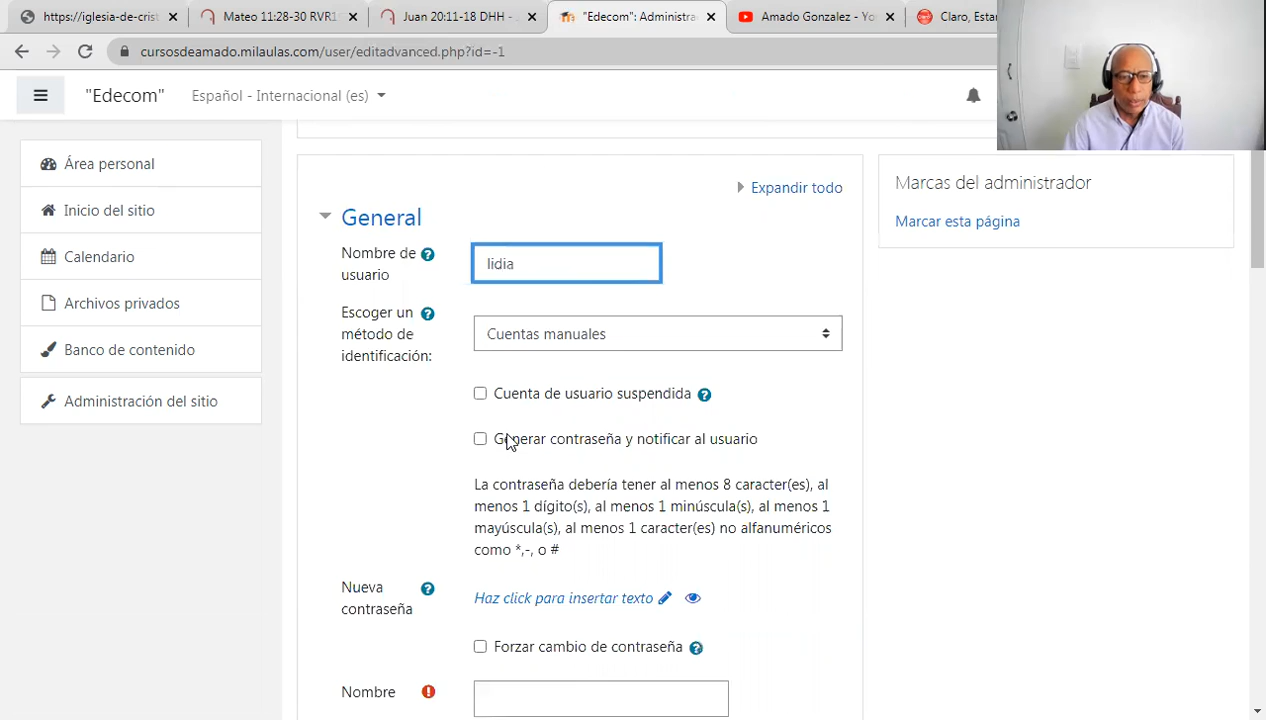 https://iglesia-de-crist
Mateo 11:28-30 RVR1
Juan 20:11-18 DHH -
"Edecom": Administra
Amado Gonzalez - Yo
Claro, Estar
cursosdeamado.milaulas.com/user/editadvanced.php?id=-1
"Edecom"
Español - Internacional (es)
Área personal
Inicio del sitio
Calendario
Archivos privados
Banco de contenido
Administración del sitio
Expandir todo
General
Nombre de
usuario
lidia
Escoger un
método de
identificación:
Cuentas manuales
Cuenta de usuario suspendida
Generar contraseña y notificar al usuario
La contraseña debería tener al menos 8 caracter(es), al
menos 1 dígito(s), al menos 1 minúscula(s), al menos 1
mayúscula(s), al menos 1 caracter(es) no alfanuméricos
como *,-, o #
Nueva
contraseña
Haz click para insertar texto
Forzar cambio de contraseña
Nombre
Marcas del administrador
Marcar esta página